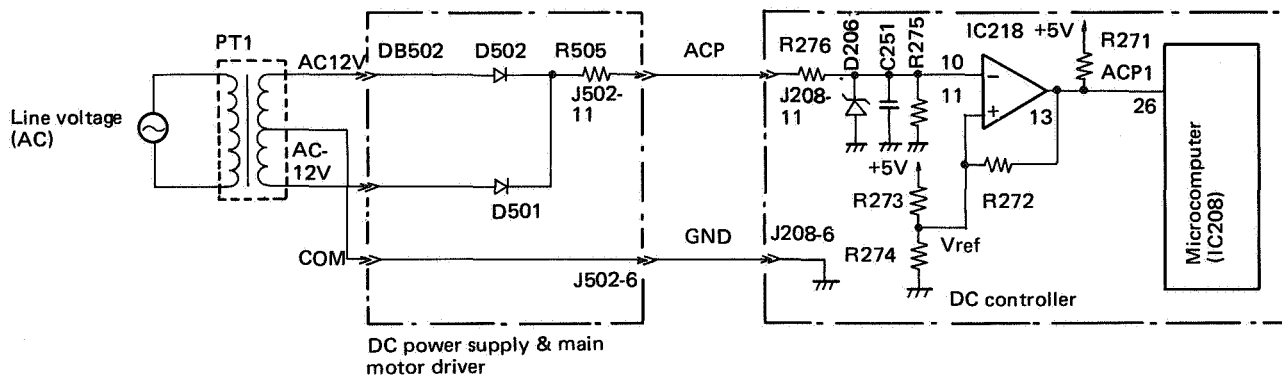 PT1
AC12V
DB502
D502
R505
ACP
R276
D206
C251
R275
IC218
+5V
R271
ACP1
Line voltage
(AC)
J502-
11
J208-
11
10
11
13
26
AC-
12V
D501
+5V
R273
R272
Vref
R274
COM
GND
J208-6
J502-6
Microcomputer
(IC208)
DC controller
DC power supply & main
motor driver